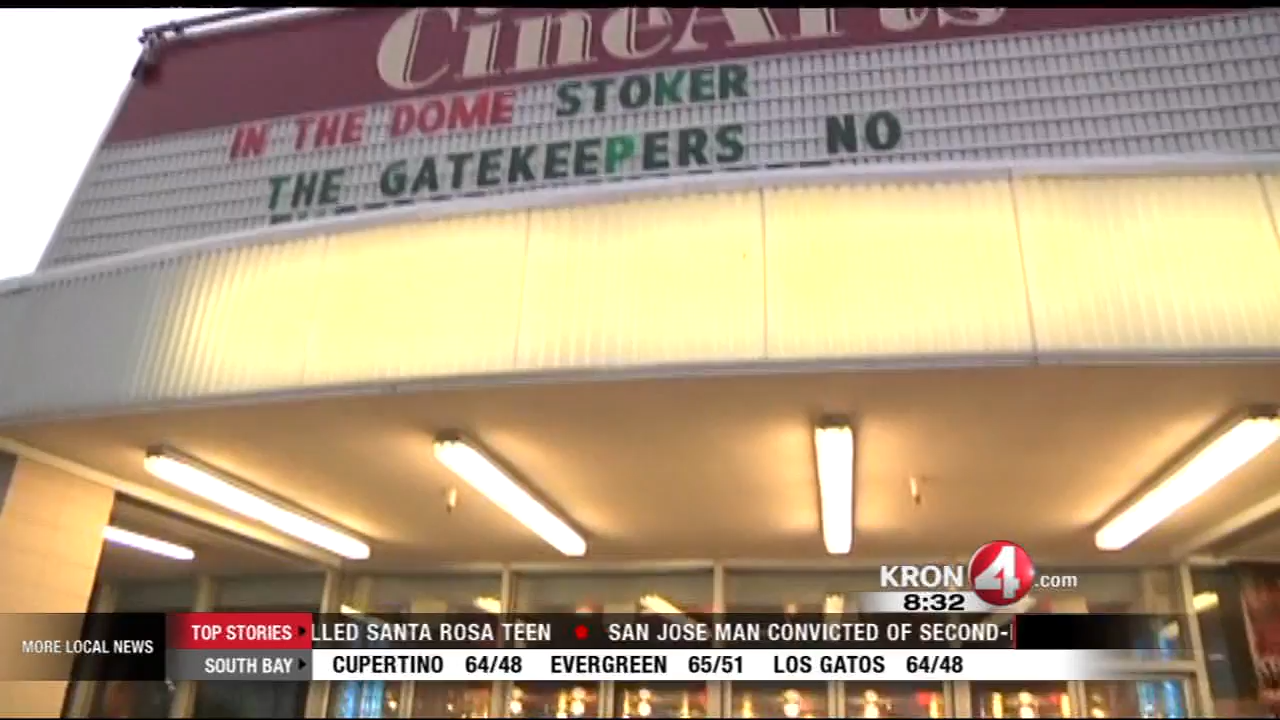 CineArts
IN THE DOME STOKER
THE GATEKEEPERS NO
KRON 4 .com
8:32
MORE LOCAL NEWS
TOP STORIES
LLED SANTA ROSA TEEN • SAN JOSE MAN CONVICTED OF SECOND-
SOUTH BAY
CUPERTINO 64/48 EVERGREEN 65/51 LOS GATOS 64/48